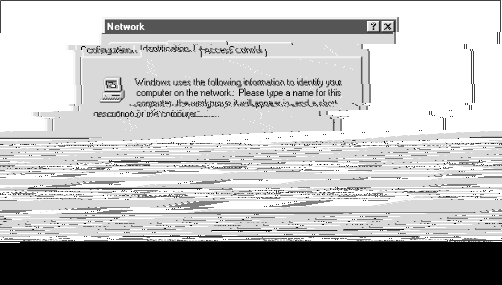 Network
Configuration Identification Access Control
Windows uses the following information to identify your
computer on the network. Please type a name for this
computer, the workgroup it will appear in, and a short
description of the computer.